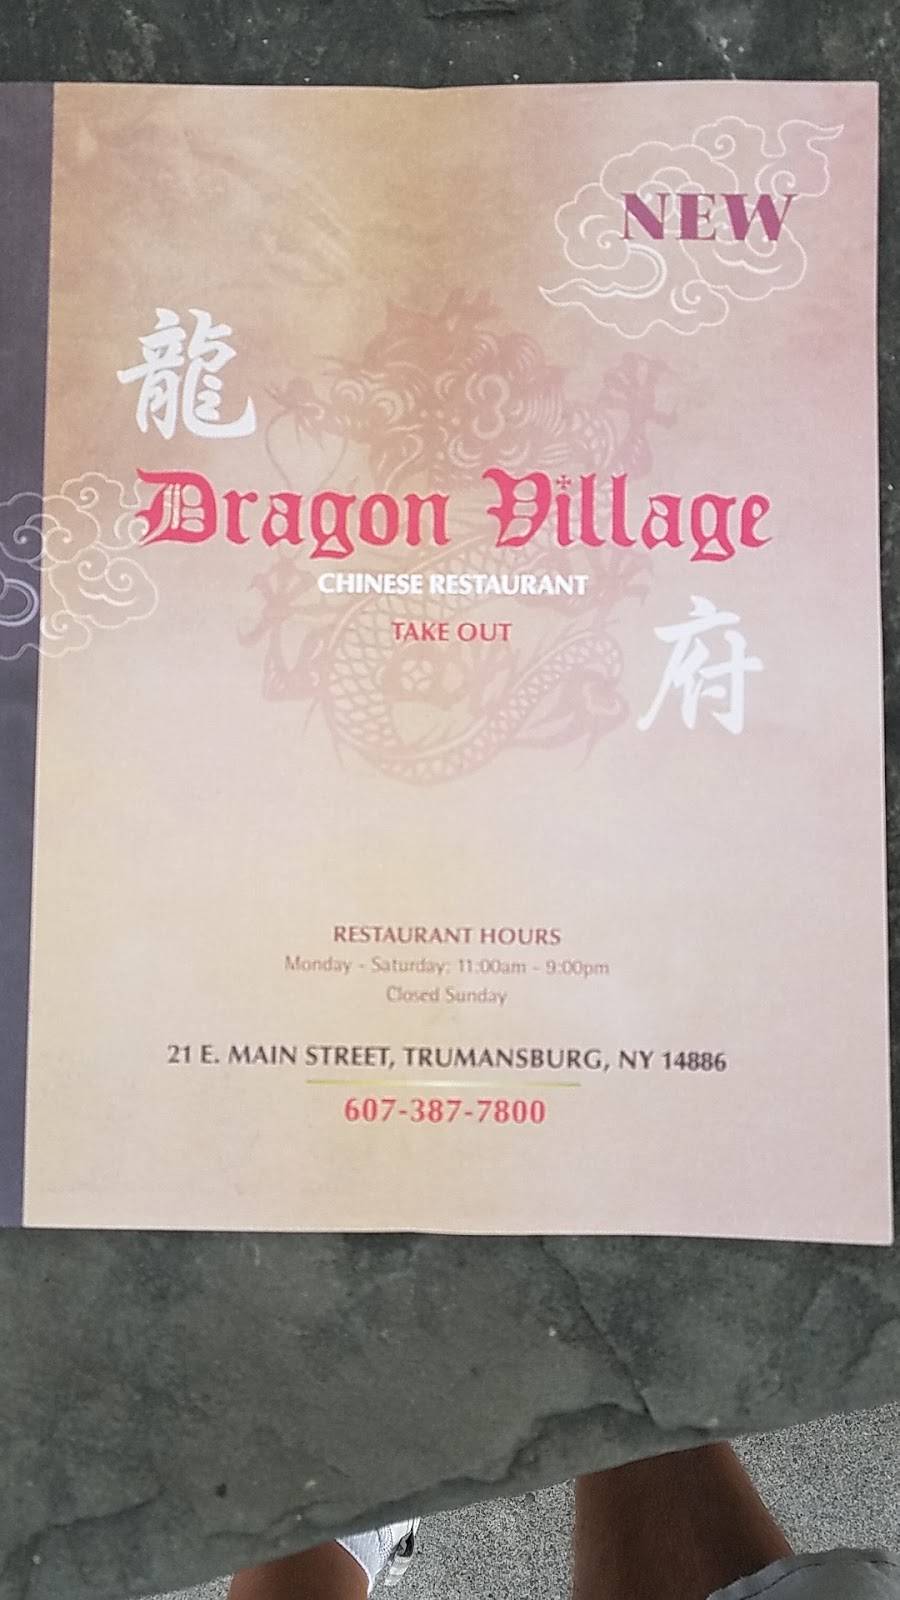 NEW
龍
Dragon Village
CHINESE RESTAURANT
TAKE OUT
府
RESTAURANT HOURS
Monday - Saturday: 11:00am - 9:00pm
Closed Sunday
21 E. MAIN STREET, TRUMANSBURG, NY 14886
607-387-7800